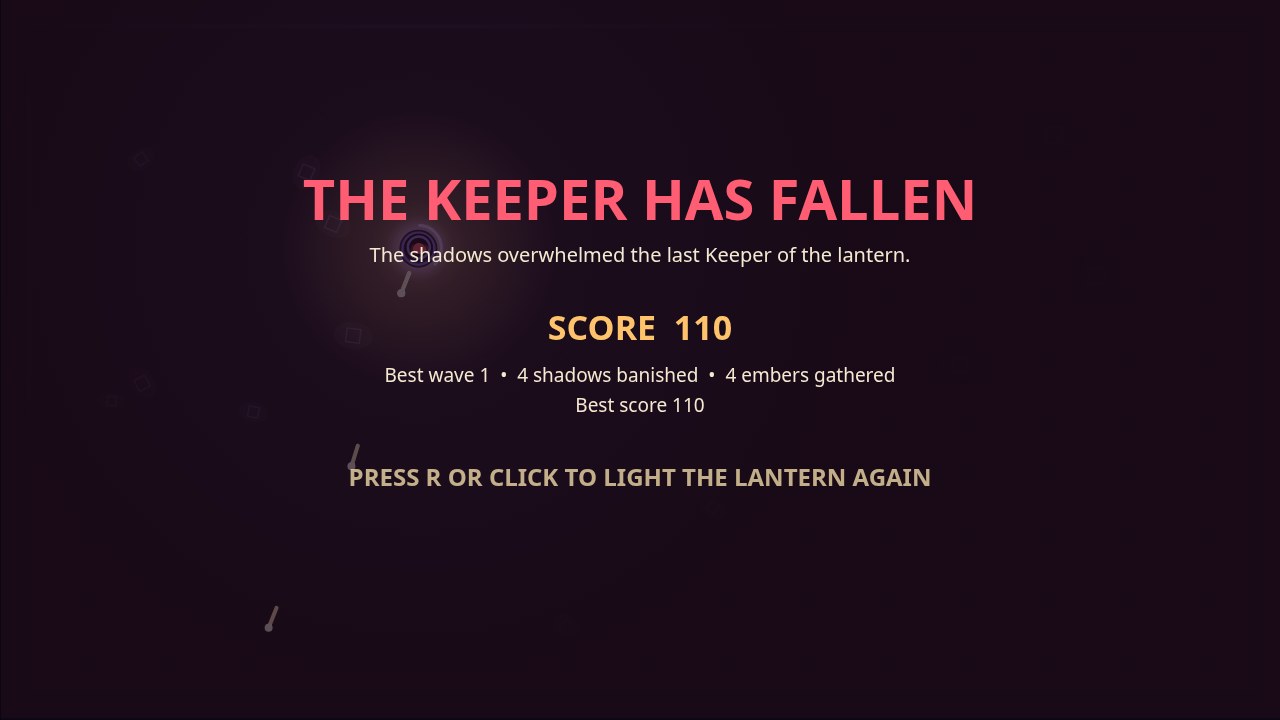 THE KEEPER HAS FALLEN
The shadows overwhelmed the last Keeper of the lantern.
SCORE 110
Best wave 1 • 4 shadows banished • 4 embers gathered
Best score 110
PRESS R OR CLICK TO LIGHT THE LANTERN AGAIN